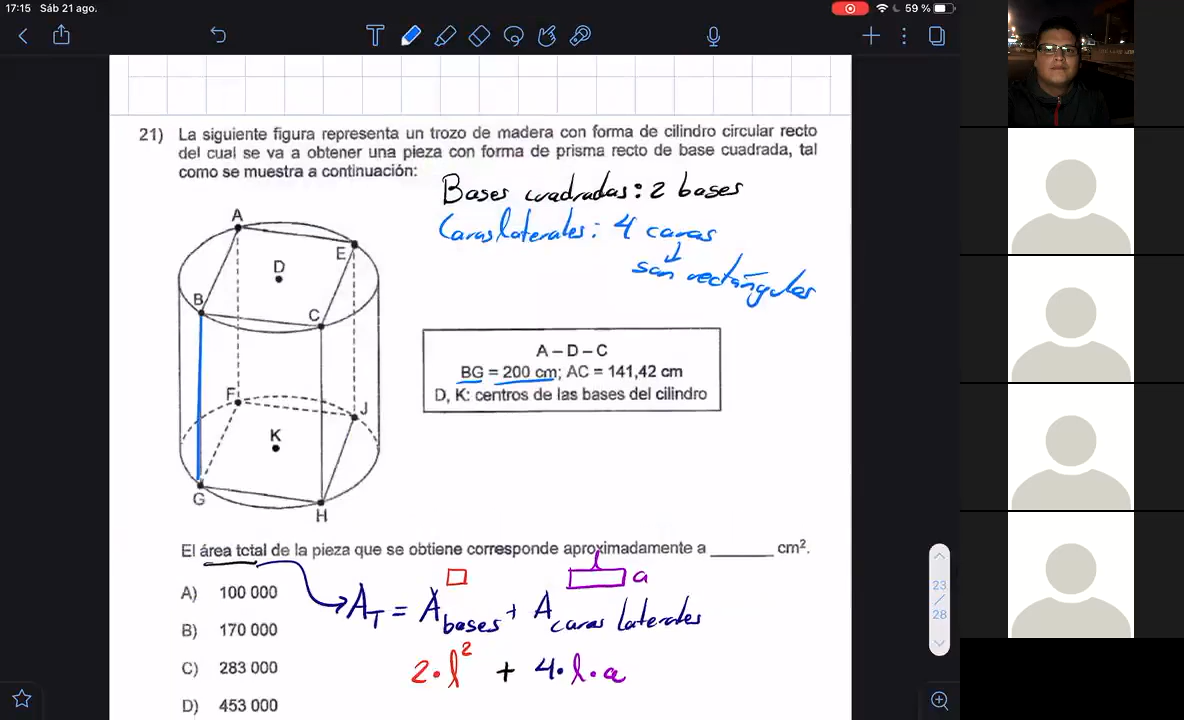 17:15 Sáb 21 ago.
59 %
21) La siguiente figura representa un trozo de madera con forma de cilindro circular recto
del cual se va a obtener una pieza con forma de prisma recto de base cuadrada, tal
como se muestra a continuación:
Bases cuadradas: 2 bases
Caras laterales: 4 caras
son rectángulos
A
E
D
B
C
A – D – C
BG = 200 cm; AC = 141,42 cm
D, K: centros de las bases del cilindro
F
J
K
G
H
El área total de la pieza que se obtiene corresponde aproximadamente a ______ cm².
l
a
A) 100 000
B) 170 000
C) 283 000
D) 453 000
A_T = A bases + A caras laterales
2·l² + 4·l·a
23
/
28